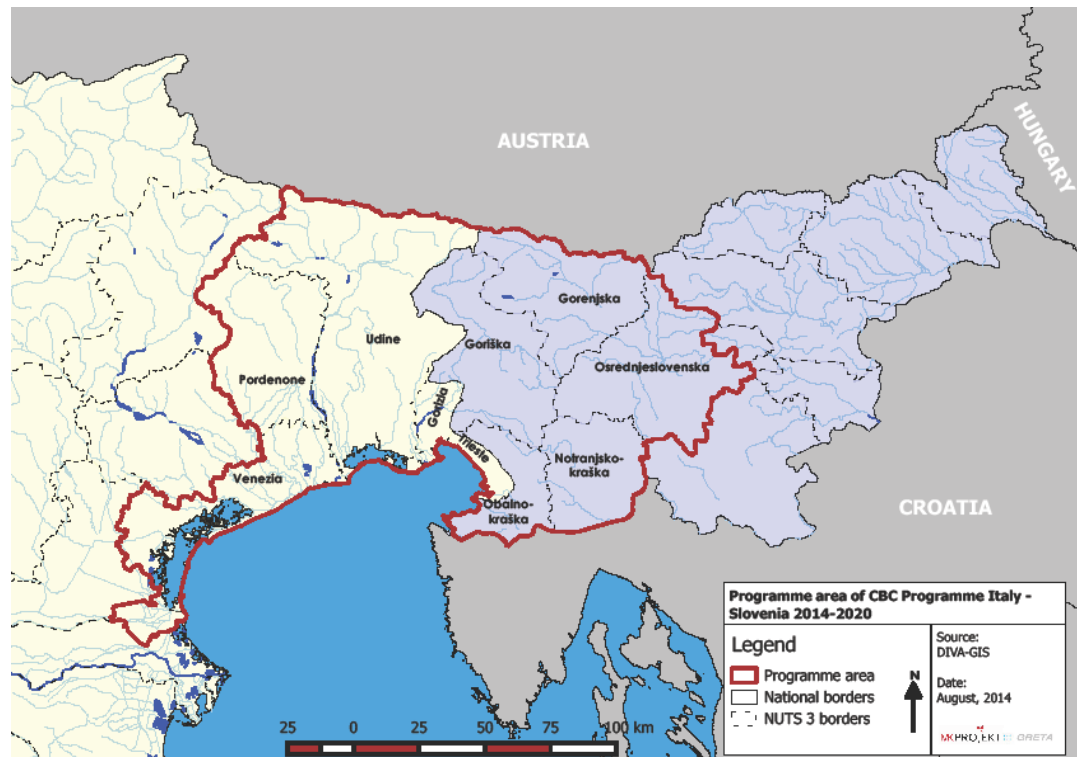 AUSTRIA
HUNGARY
Gorenjska
Udine
Goriška
Osrednjeslovenska
Pordenone
Gorizia
Trieste
Notranjsko-
kraška
Venezia
Obalno-
kraška
CROATIA
Programme area of CBC Programme Italy -
Slovenia 2014-2020
Legend
Programme area
National borders
NUTS 3 borders
Source:
DIVA-GIS
Date:
August, 2014
N
MKPROJEKT GRETA
25 0 25 50 75 100 km